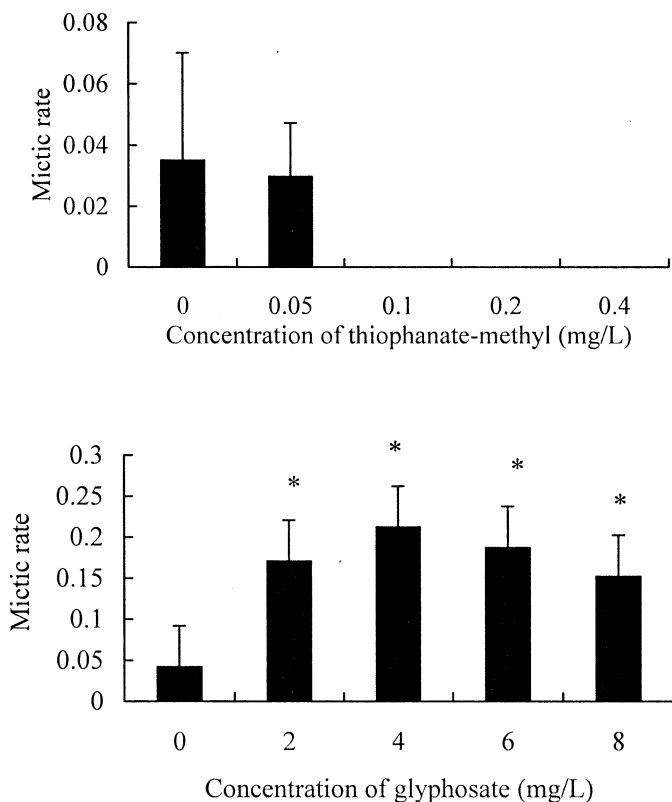 0.08
0.06
0.04
0.02
0
Mictic rate
0 0.05 0.1 0.2 0.4
Concentration of thiophanate-methyl (mg/L)
0.3
0.25
0.2
0.15
0.1
0.05
0
Mictic rate
* * * *
0 2 4 6 8
Concentration of glyphosate (mg/L)